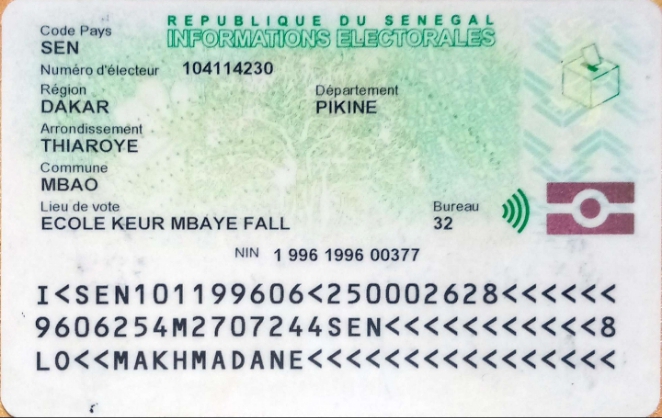 REPUBLIQUE DU SENEGAL
INFORMATIONS ELECTORALES
Code Pays
SEN
Numéro d'électeur 104114230
Région Département
DAKAR PIKINE
Arrondissement
THIAROYE
Commune
MBAO
Lieu de vote Bureau
ECOLE KEUR MBAYE FALL 32
NIN 1 996 1996 00377
I<SEN101199606<250002628<<<<<<
9606254M2707244SEN<<<<<<<<<<<8
LO<<MAKHMADANE<<<<<<<<<<<<<<<<